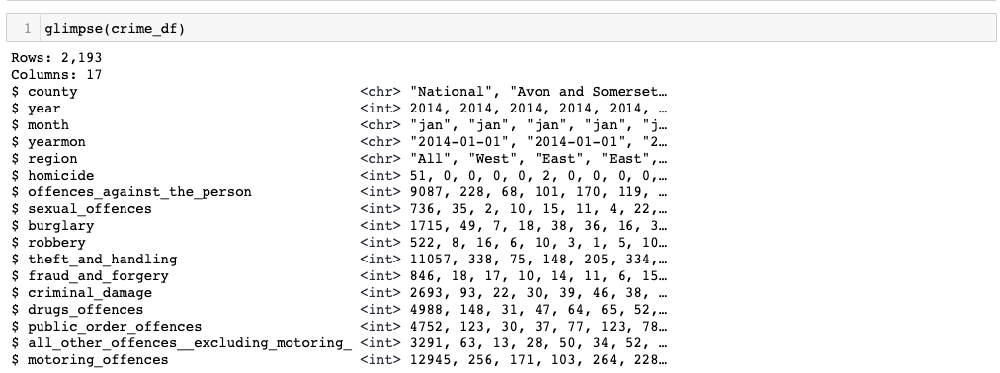 1 glimpse(crime_df)
Rows: 2,193
Columns: 17
$ county <chr> "National", "Avon and Somerset…
$ year <int> 2014, 2014, 2014, 2014, 2014, …
$ month <chr> "jan", "jan", "jan", "jan", "j…
$ yearmon <chr> "2014-01-01", "2014-01-01", "2…
$ region <chr> "All", "West", "East", "East",…
$ homicide <int> 51, 0, 0, 0, 2, 0, 0, 0, 0,…
$ offences_against_the_person <int> 9087, 228, 68, 101, 170, 119, …
$ sexual_offences <int> 736, 35, 2, 10, 15, 11, 4, 22,…
$ burglary <int> 1715, 49, 7, 18, 38, 36, 16, 3…
$ robbery <int> 522, 8, 16, 6, 10, 3, 1, 5, 10…
$ theft_and_handling <int> 11057, 338, 75, 148, 205, 334,…
$ fraud_and_forgery <int> 846, 18, 17, 10, 14, 11, 6, 15…
$ criminal_damage <int> 2693, 93, 22, 30, 39, 46, 38, …
$ drugs_offences <int> 4988, 148, 31, 47, 64, 65, 52,…
$ public_order_offences <int> 4752, 123, 30, 37, 77, 123, 78…
$ all_other_offences__excluding_motoring_ <int> 3291, 63, 13, 28, 50, 34, 52, …
$ motoring_offences <int> 12945, 256, 171, 103, 264, 228…